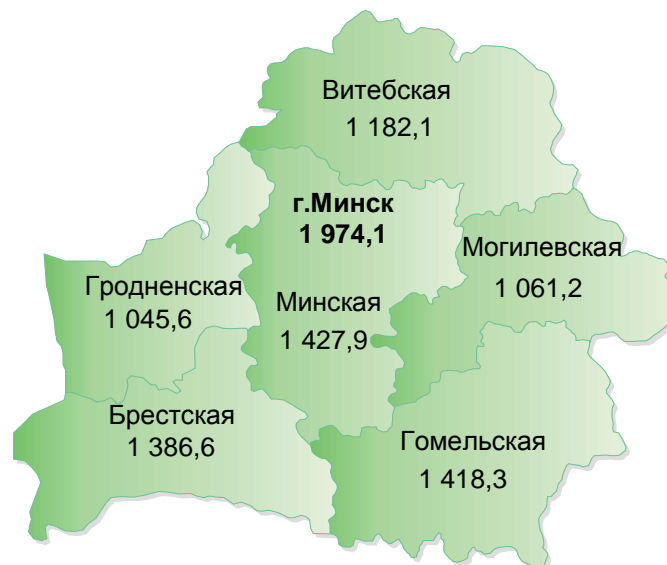 Витебская
1 182,1
г.Минск
1 974,1
Могилевская
1 061,2
Гродненская
1 045,6
Минская
1 427,9
Брестская
1 386,6
Гомельская
1 418,3